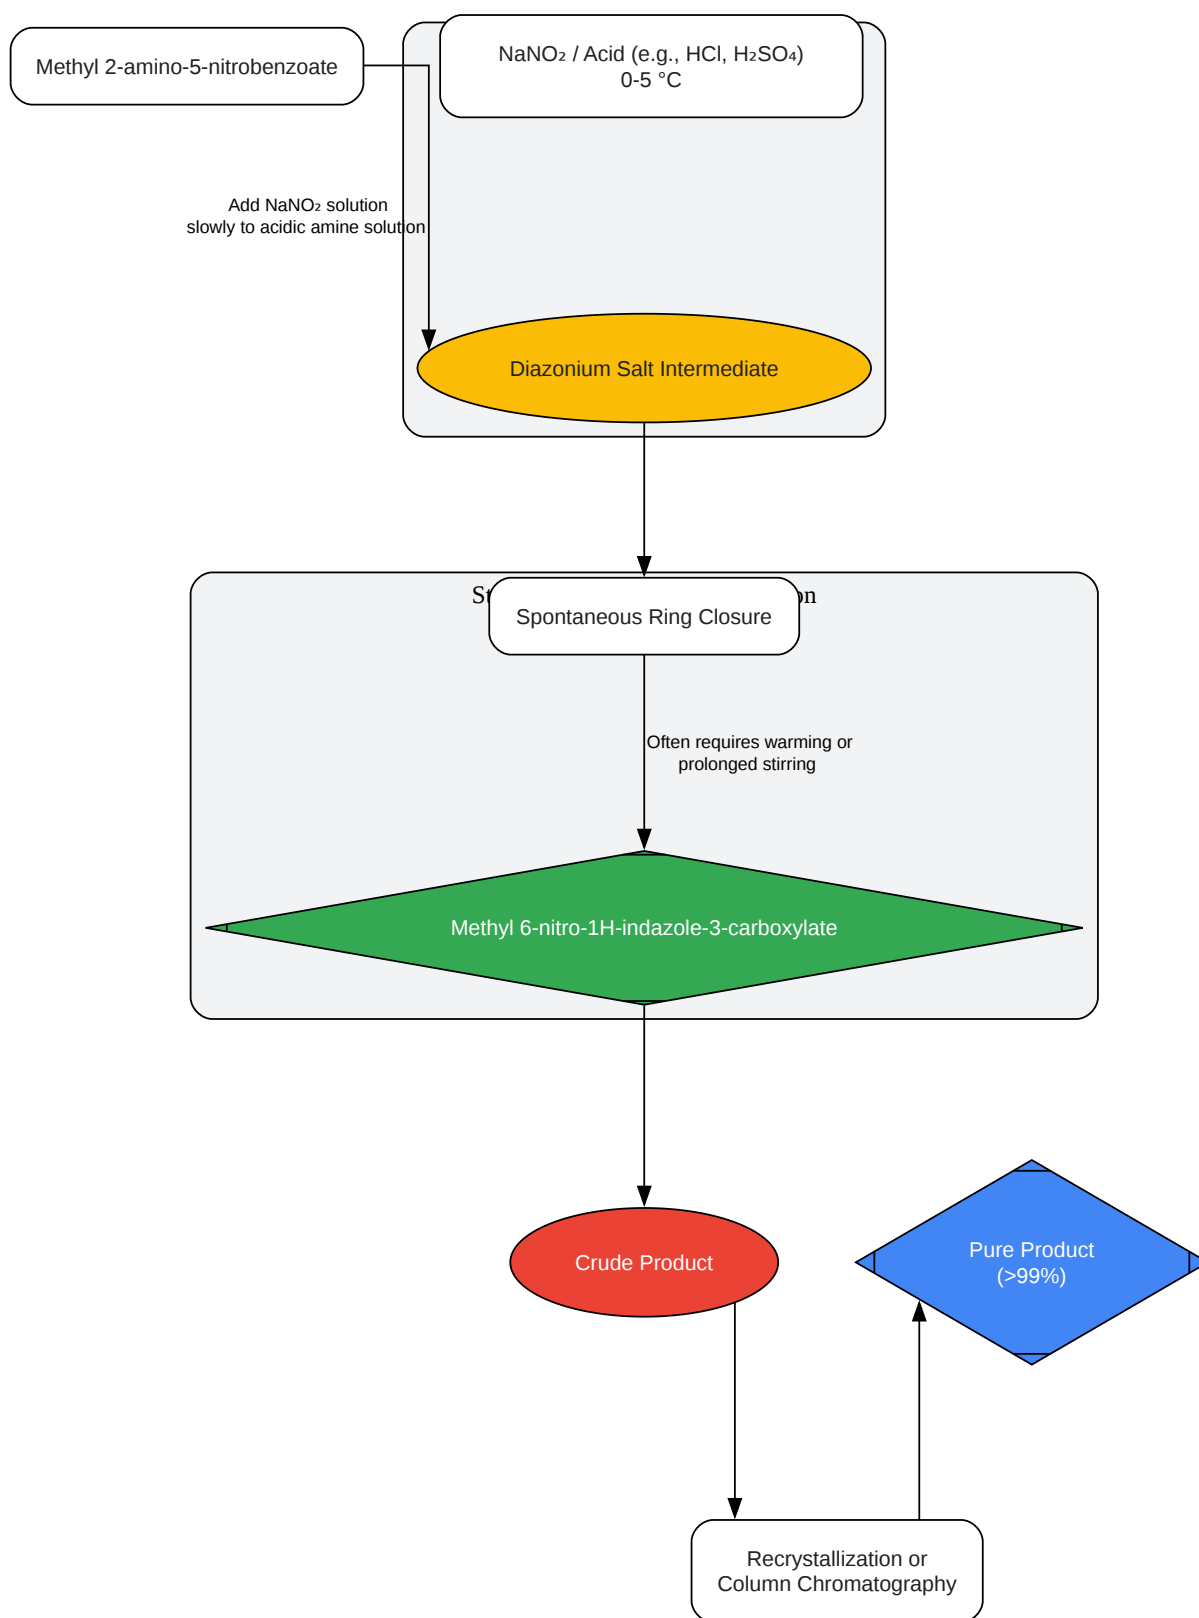 Methyl 2-amino-5-nitrobenzoate
NaNO₂ / Acid (e.g., HCl, H₂SO₄)
0-5 °C
Add NaNO₂ solution
slowly to acidic amine solution
Diazonium Salt Intermediate
Spontaneous Ring Closure
Often requires warming or
prolonged stirring
Methyl 6-nitro-1H-indazole-3-carboxylate
Crude Product
Pure Product
(>99%)
Recrystallization or
Column Chromatography